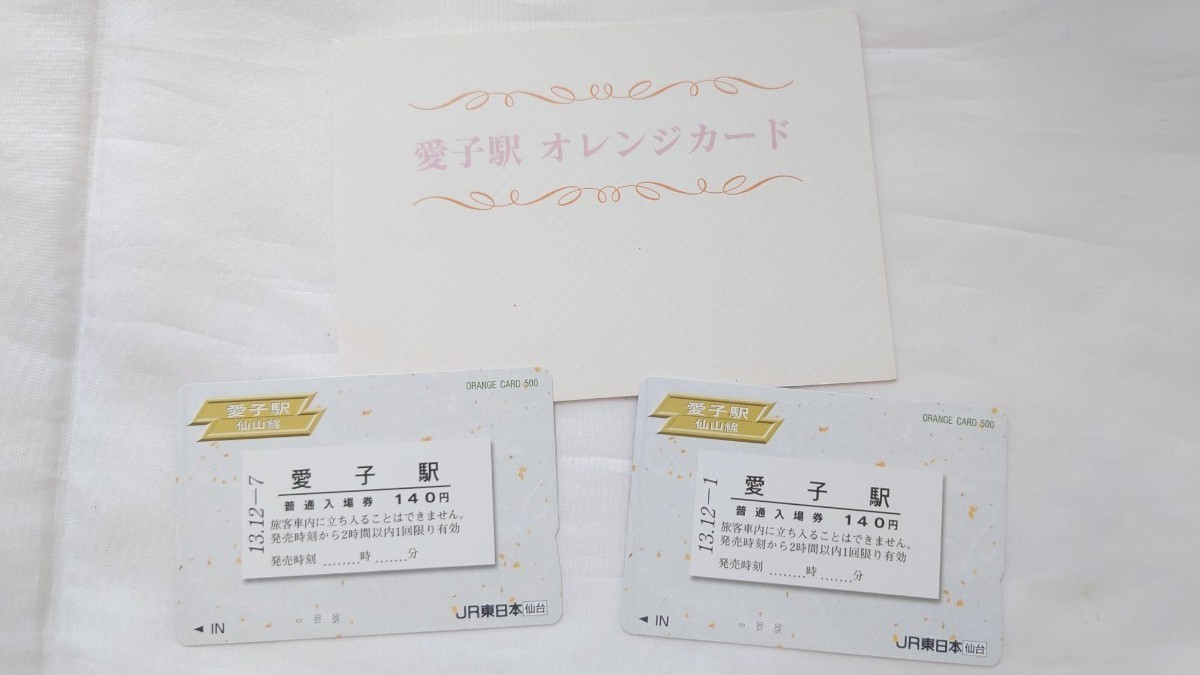 愛子駅 オレンジカード
ORANGE CARD 500
愛子駅
仙山線
13.12-7
愛子駅
普通入場券 140円
旅客車内に立ち入ることはできません。
発売時刻から2時間以内1回限り有効
発売時刻 ........時.......分
◄ IN
0 100 500
JR東日本 仙台
ORANGE CARD 500
愛子駅
仙山線
13.12-1
愛子駅
普通入場券 140円
旅客車内に立ち入ることはできません。
発売時刻から2時間以内1回限り有効
発売時刻 ........時.......分
◄ IN
0 100 500
JR東日本 仙台